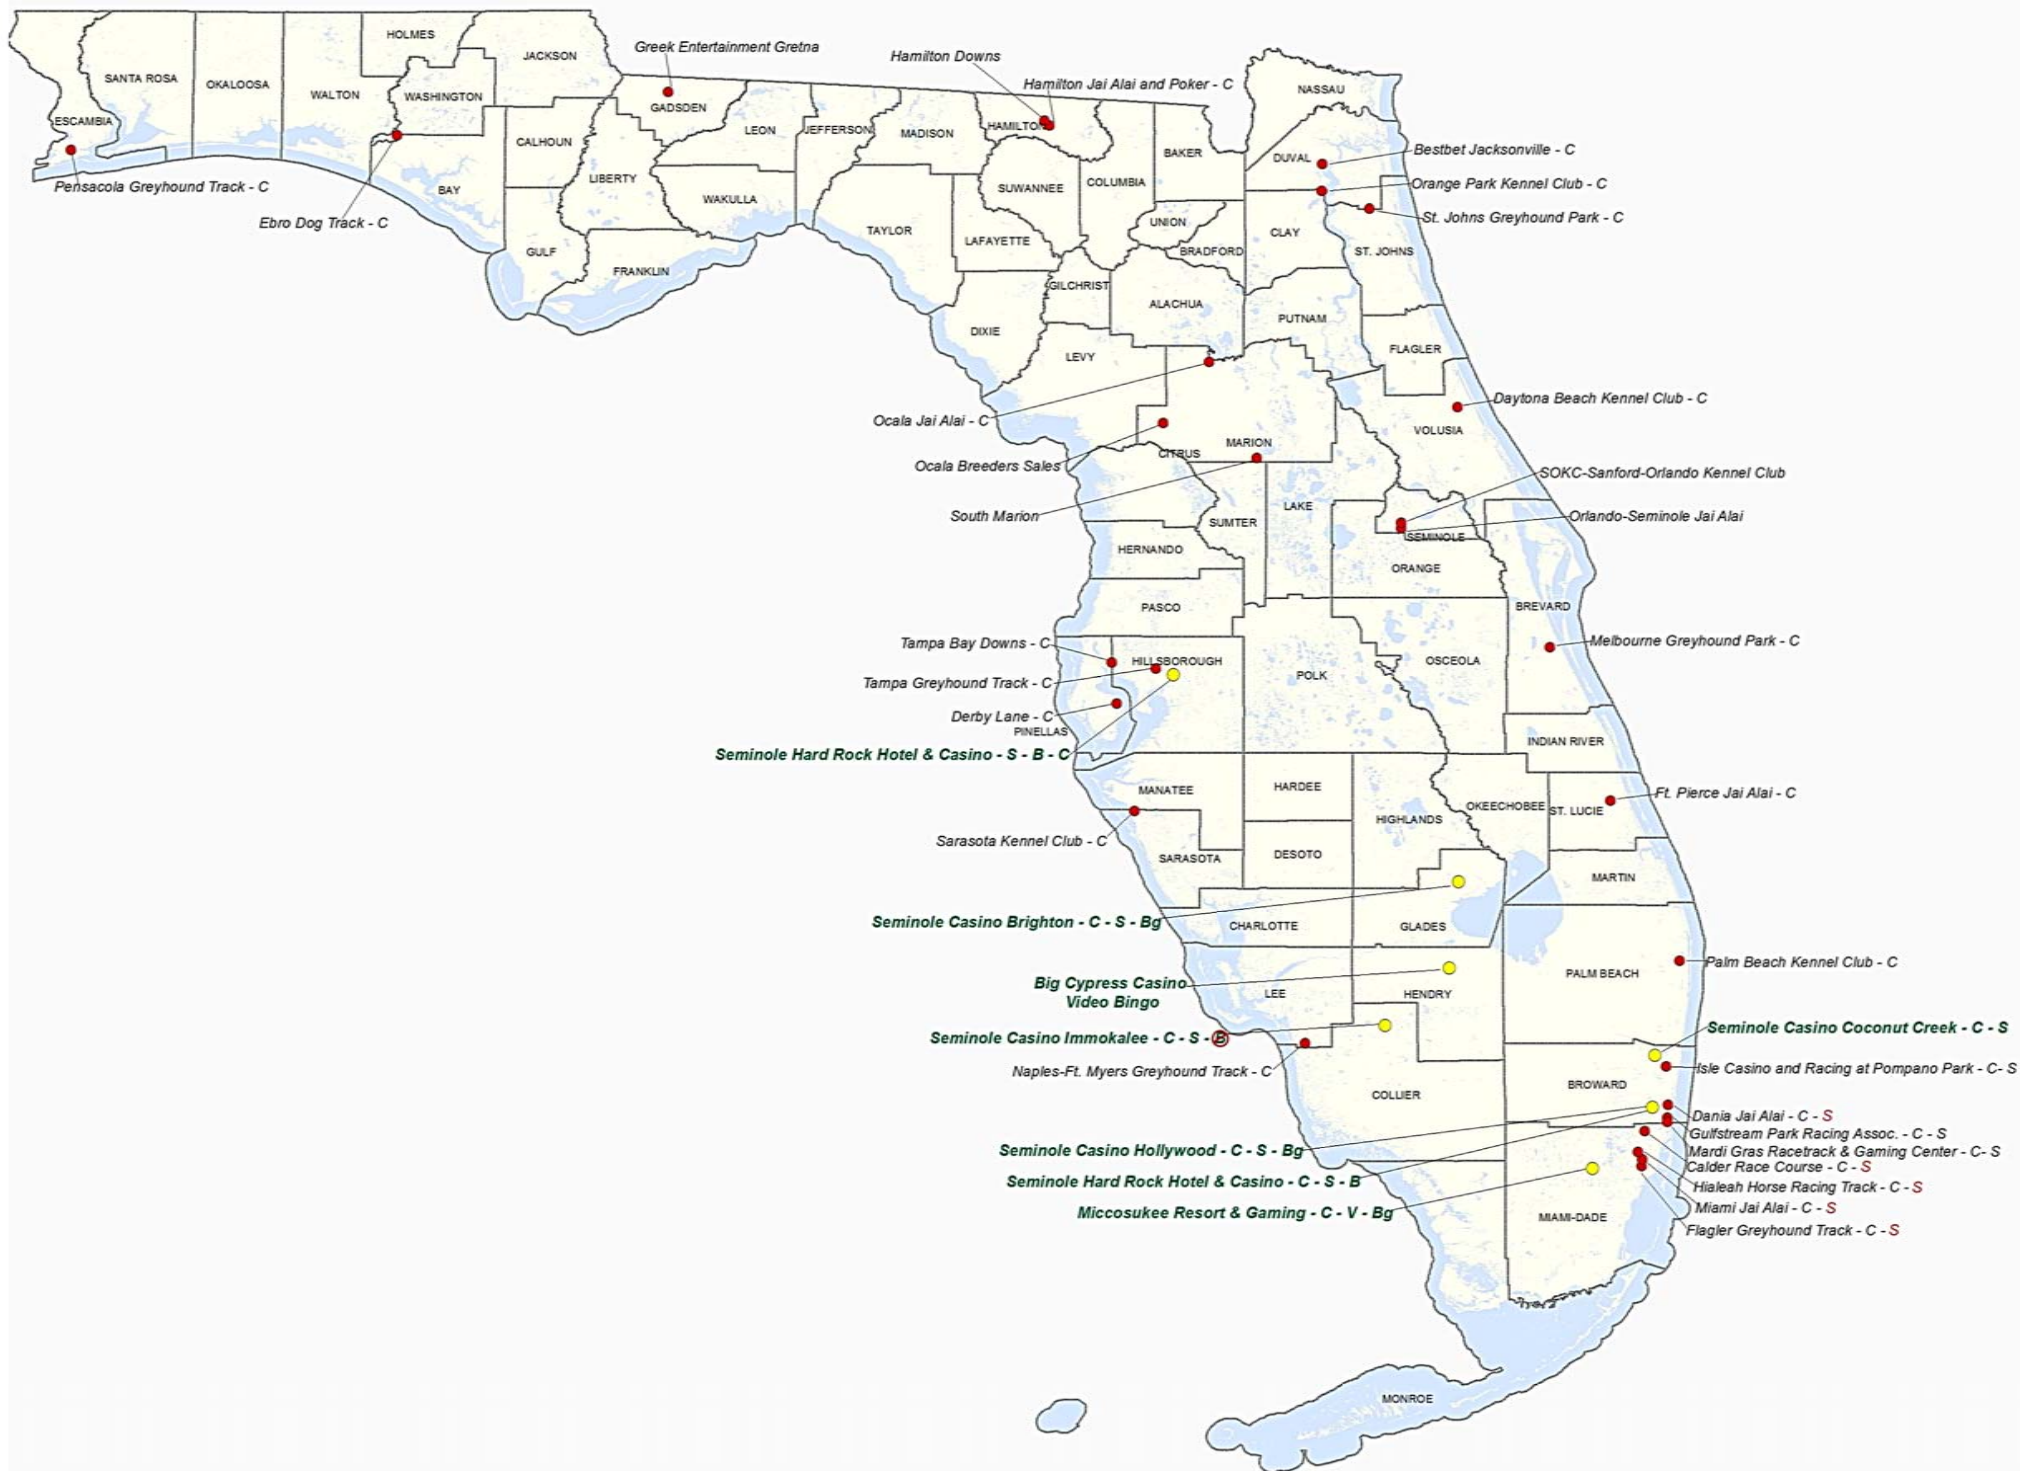 HOLMES
JACKSON
SANTA ROSA
OKALOOSA
WALTON
WASHINGTON
ESCAMBIA
Greek Entertainment Gretna
GADSDEN
Hamilton Downs
Hamilton Jai Alai and Poker - C
NASSAU
CALHOUN
LEON
JEFFERSON
MADISON
HAMILTON
BAKER
DUVAL
Bestbet Jacksonville - C
Pensacola Greyhound Track - C
BAY
LIBERTY
WAKULLA
SUWANNEE
COLUMBIA
Orange Park Kennel Club - C
Ebro Dog Track - C
St. Johns Greyhound Park - C
GULF
FRANKLIN
TAYLOR
LAFAYETTE
UNION
BRADFORD
CLAY
ST. JOHNS
GILCHRIST
ALACHUA
PUTNAM
DIXIE
LEVY
FLAGLER
Ocala Jai Alai - C
Daytona Beach Kennel Club - C
VOLUSIA
MARION
CITRUS
Ocala Breeders Sales
SOKC-Sanford-Orlando Kennel Club
South Marion
SUMTER
LAKE
Orlando-Seminole Jai Alai
SEMINOLE
HERNANDO
ORANGE
PASCO
BREVARD
Tampa Bay Downs - C
HILLSBOROUGH
OSCEOLA
Melbourne Greyhound Park - C
Tampa Greyhound Track - C
POLK
Derby Lane - C
PINELLAS
INDIAN RIVER
Seminole Hard Rock Hotel & Casino - S - B - C
MANATEE
HARDEE
OKEECHOBEE
ST. LUCIE
Ft. Pierce Jai Alai - C
HIGHLANDS
Sarasota Kennel Club - C
SARASOTA
DESOTO
MARTIN
Seminole Casino Brighton - C - S - Bg
CHARLOTTE
GLADES
Palm Beach Kennel Club - C
PALM BEACH
Big Cypress Casino
Video Bingo
LEE
HENDRY
Seminole Casino Coconut Creek - C - S
Seminole Casino Immokalee - C - S - B
Naples-Ft. Myers Greyhound Track - C
Isle Casino and Racing at Pompano Park - C- S
BROWARD
COLLIER
Dania Jai Alai - C - S
Gulfstream Park Racing Assoc. - C - S
Seminole Casino Hollywood - C - S - Bg
Mardi Gras Racetrack & Gaming Center - C- S
Calder Race Course - C - S
Seminole Hard Rock Hotel & Casino - C - S - B
Hialeah Horse Racing Track - C - S
Miccosukee Resort & Gaming - C - V - Bg
Miami Jai Alai - C - S
MIAMI-DADE
Flagler Greyhound Track - C - S
MONROE